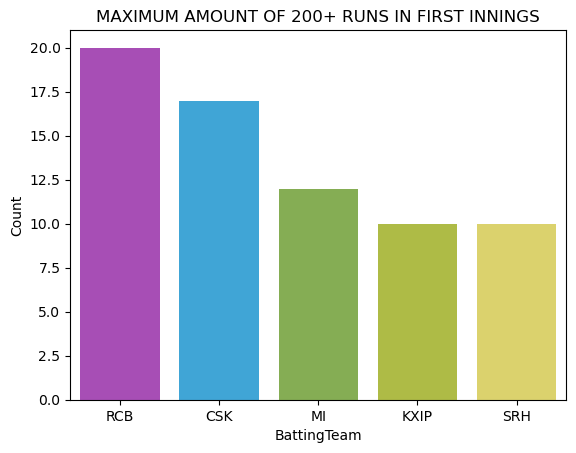 MAXIMUM AMOUNT OF 200+ RUNS IN FIRST INNINGS
20.0
17.5
15.0
12.5
10.0
7.5
5.0
2.5
0.0
Count
RCB CSK MI KXIP SRH
BattingTeam